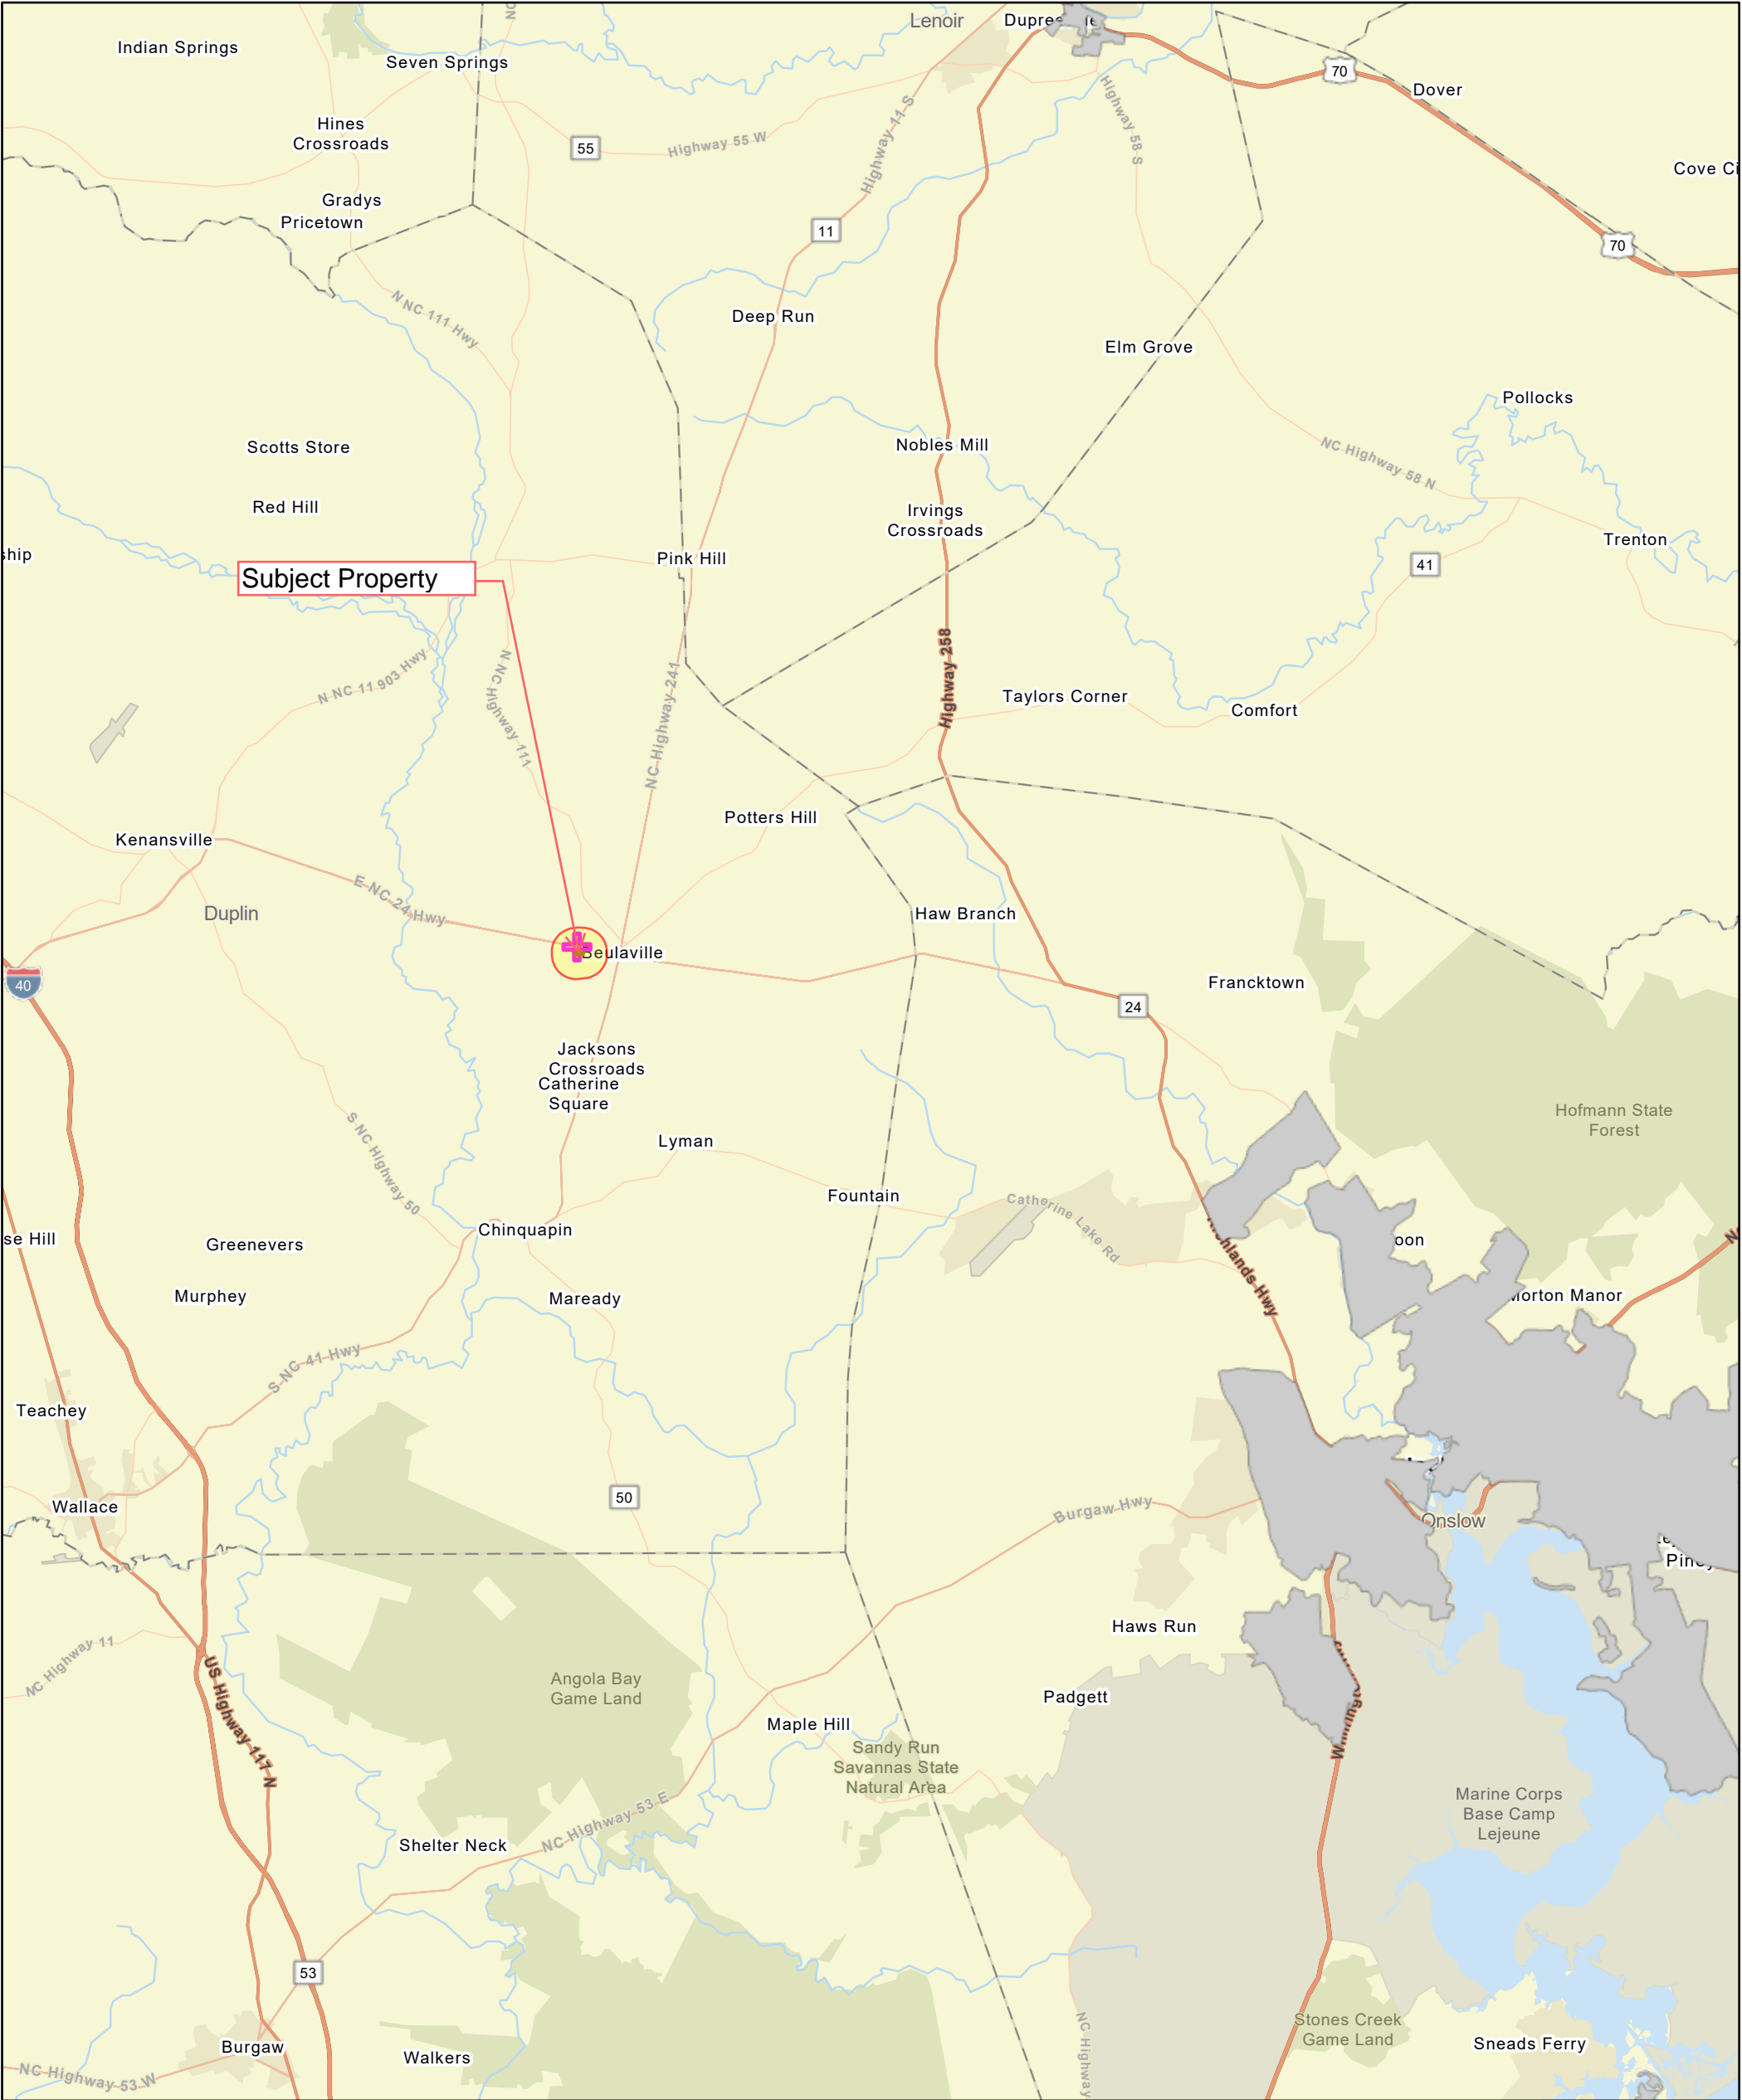 Lenoir
Indian Springs
Seven Springs
70
Dover
Hines
Crossroads
55
Highway 55 W
Highway 11 S
Highway 58 S
Gradys
Pricetown
11
70
N NC 111 Hwy
Deep Run
Elm Grove
Pollocks
Scotts Store
Nobles Mill
NC Highway 58 N
Red Hill
Irvings
Crossroads
Trenton
Pink Hill
41
Subject Property
N NC 11 903 Hwy
N NC Highway 111
NC Highway 241
Highway 258
Taylors Corner
Comfort
Potters Hill
Kenansville
E NC 24 Hwy
Duplin
Haw Branch
Beulaville
40
Francktown
24
Jacksons
Crossroads
Catherine
Square
Hofmann State
Forest
Lyman
S NC Highway 50
Fountain
Catherine Lake Rd
Chinquapin
Greenevers
Hwy
Murphey
Maready
Morton Manor
S NC 41 Hwy
Teachey
50
Wallace
Burgaw Hwy
Onslow
Haws Run
NC Highway 11
US Highway 117 N
Angola Bay
Game Land
Padgett
Maple Hill
Sandy Run
Savannas State
Natural Area
Marine Corps
Base Camp
Lejeune
NC Highway 53 E
Shelter Neck
53
Stones Creek
Game Land
NC Highway
Burgaw
Walkers
Sneads Ferry
NC Highway 53 W